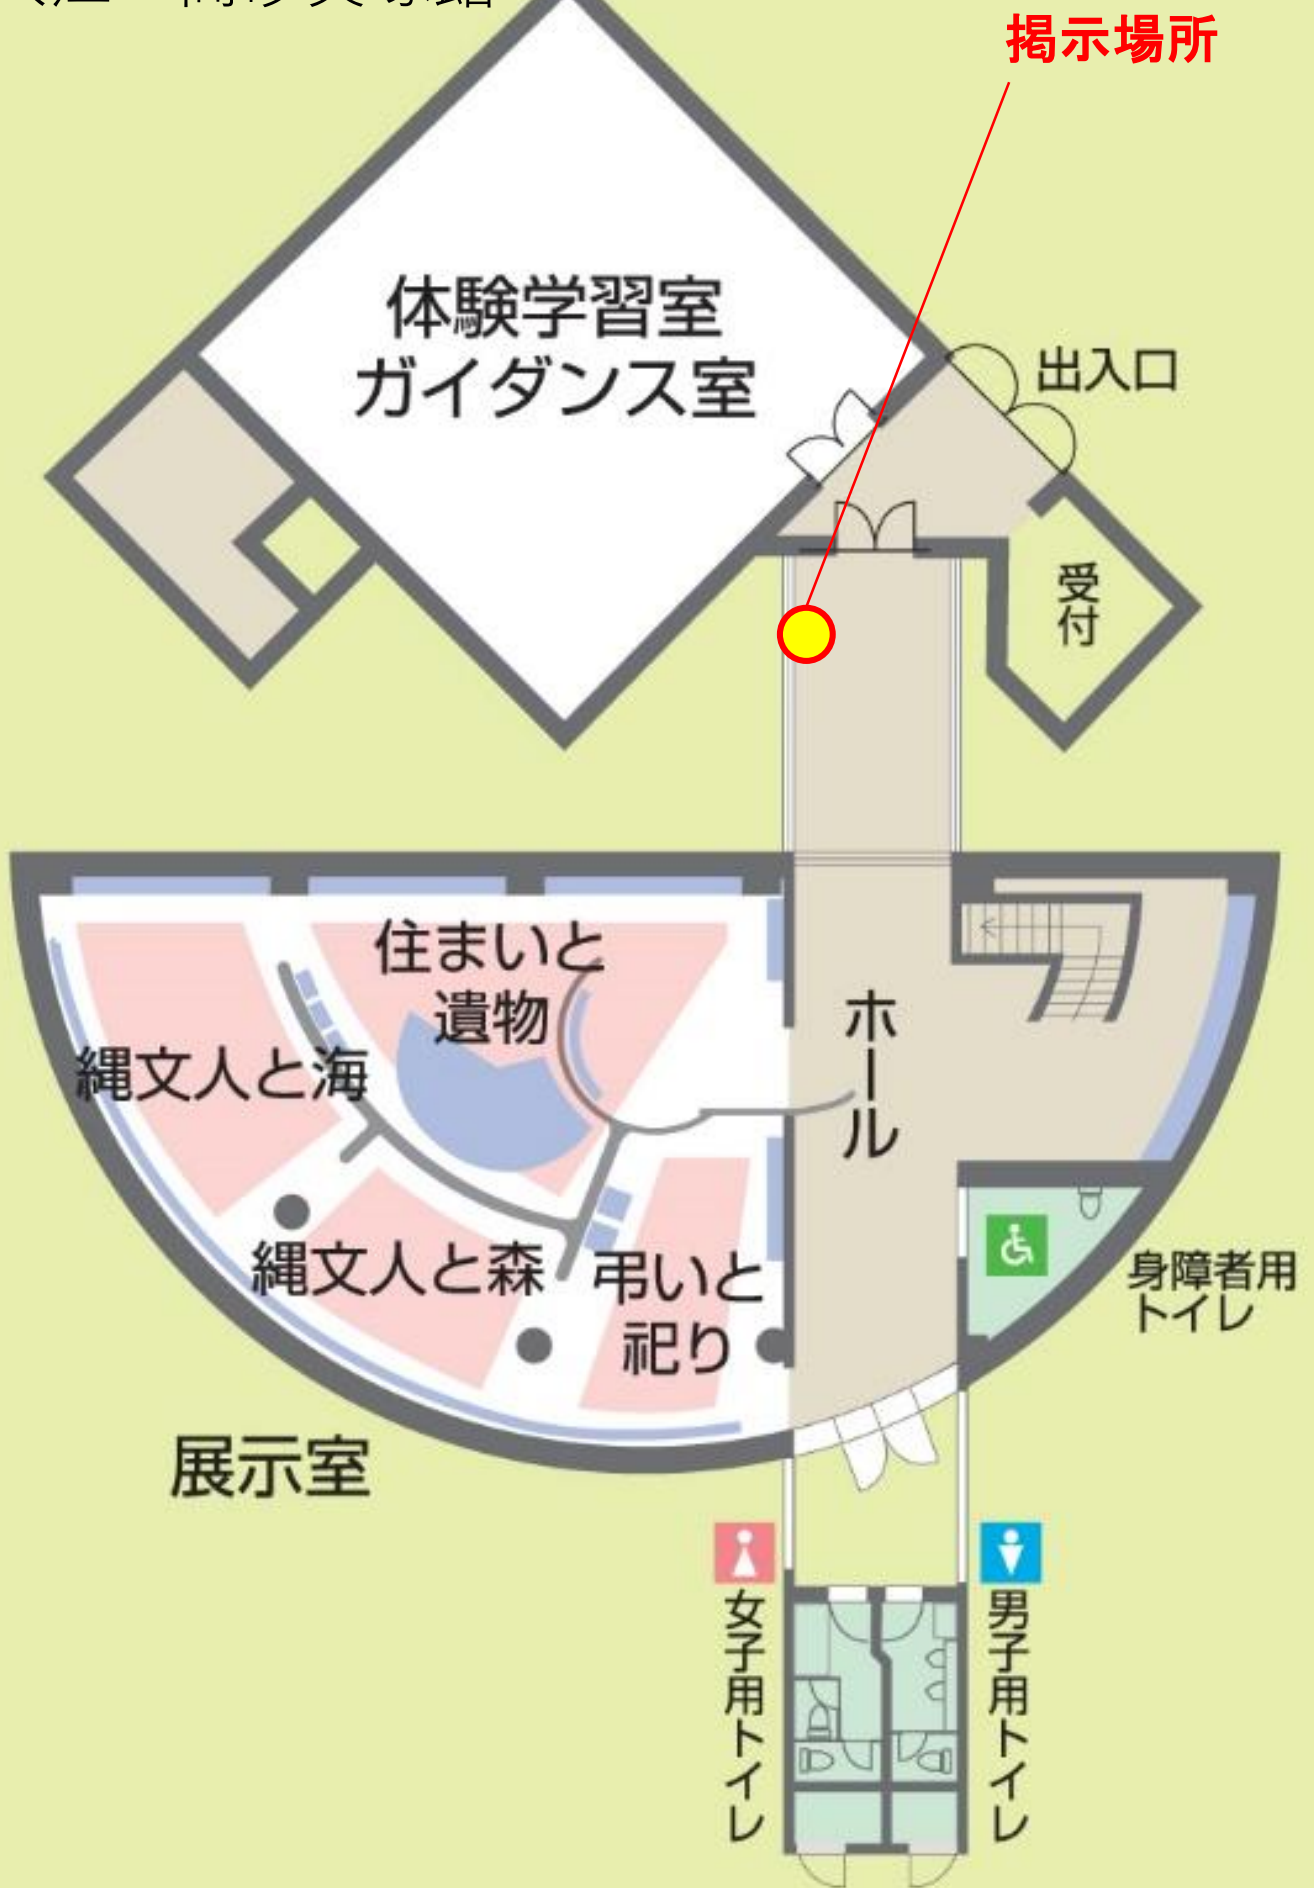 掲示場所
体験学習室
ガイダンス室
出入口
受付
住まいと
遺物
縄文人と海
ホール
縄文人と森
弔いと
祀り
身障者用
トイレ
展示室
女子用トイレ
男子用トイレ